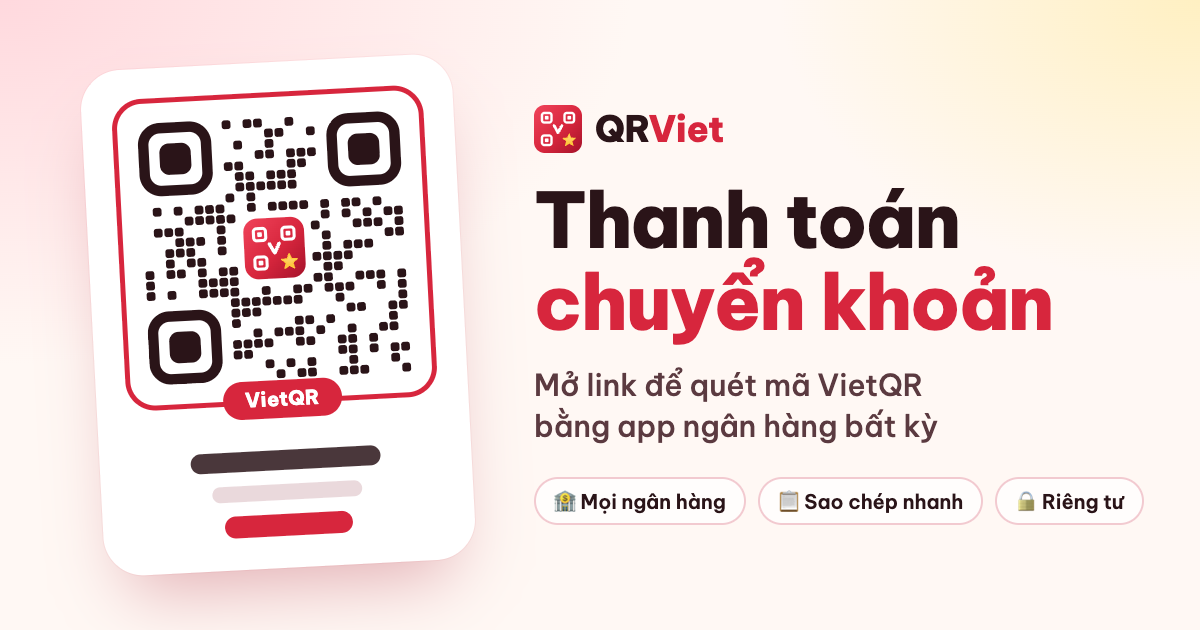 VietQR
QRViet
Thanh toán
chuyển khoản
Mở link để quét mã VietQR
bằng app ngân hàng bất kỳ
Mọi ngân hàng
Sao chép nhanh
Riêng tư